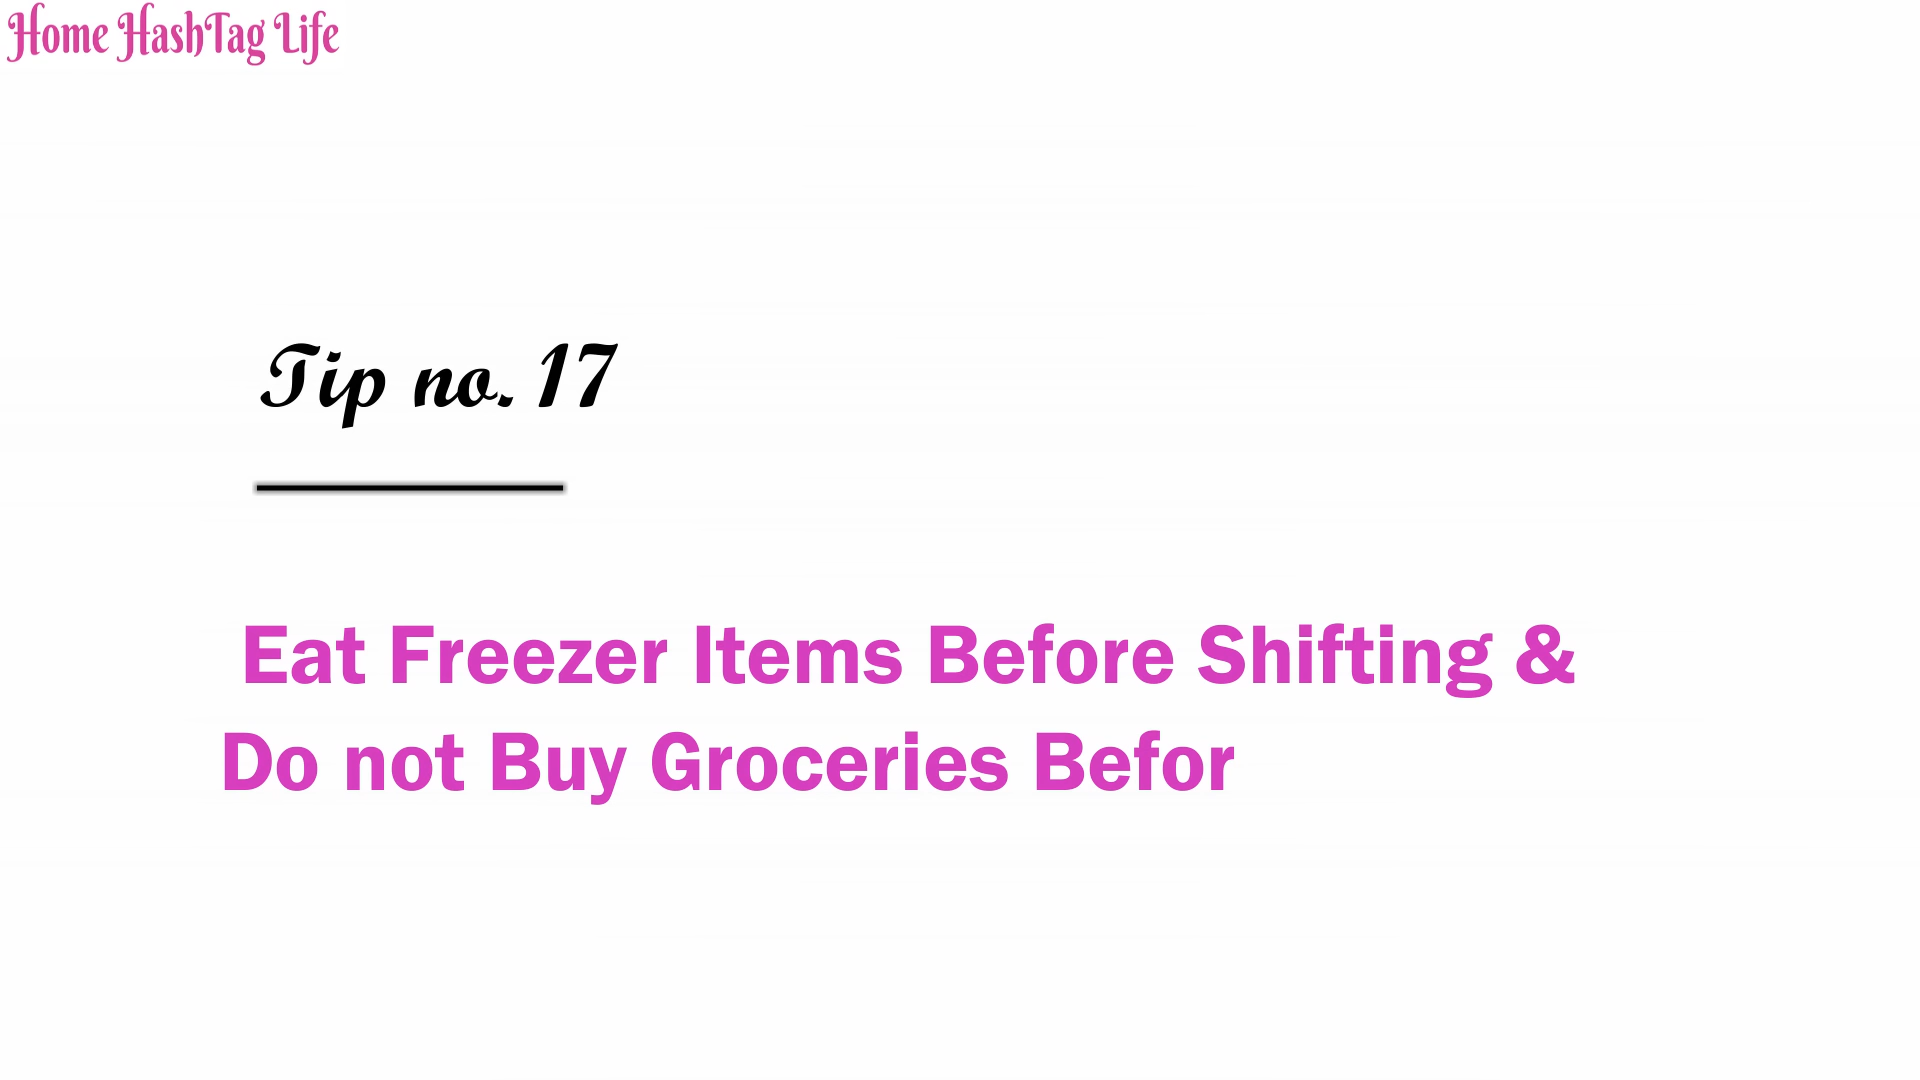 Home HashTag Life
Tip no. 17
Eat Freezer Items Before Shifting &
Do not Buy Groceries Befor